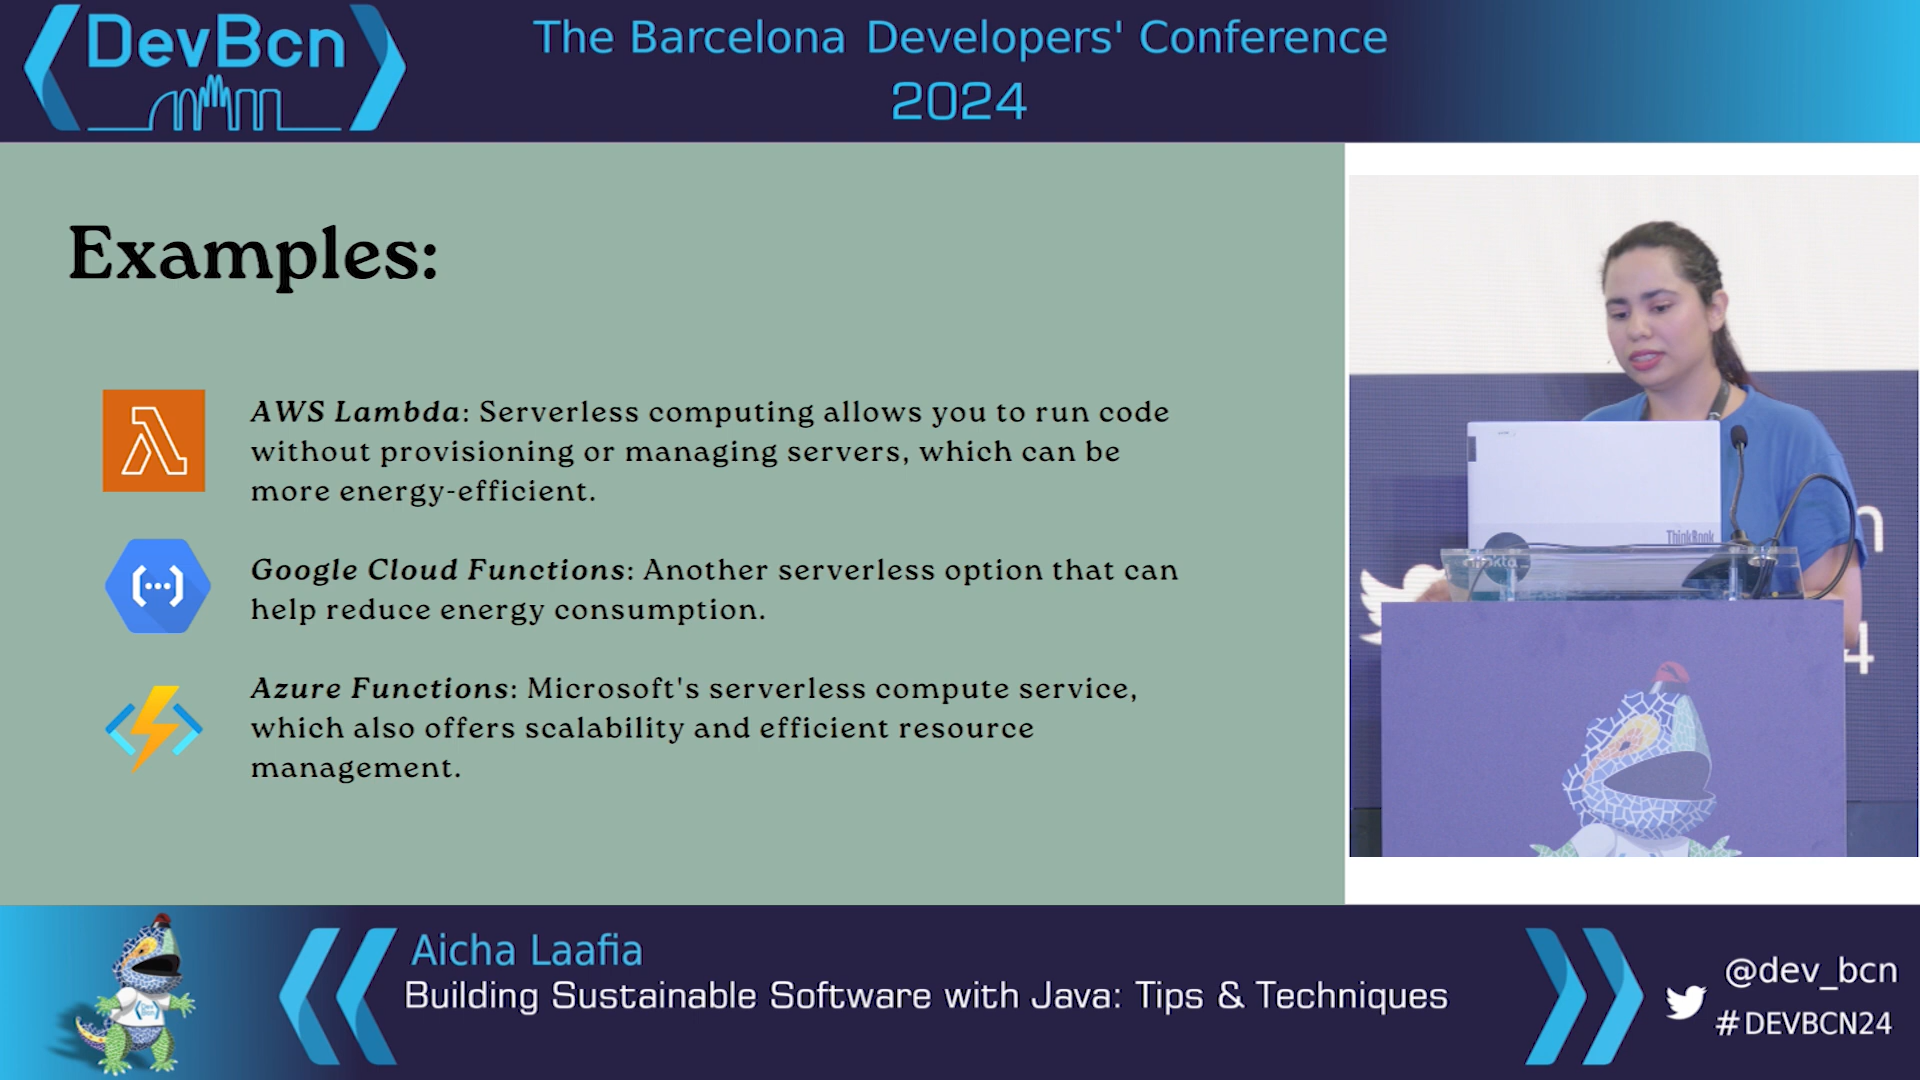 DevBcn
The Barcelona Developers' Conference
2024
Examples:
AWS Lambda: Serverless computing allows you to run code
without provisioning or managing servers, which can be
more energy-efficient.
Google Cloud Functions: Another serverless option that can
help reduce energy consumption.
Azure Functions: Microsoft's serverless compute service,
which also offers scalability and efficient resource
management.
ThinkBook
n
4
Aicha Laafia
Building Sustainable Software with Java: Tips & Techniques
@dev_bcn
#DEVBCN24